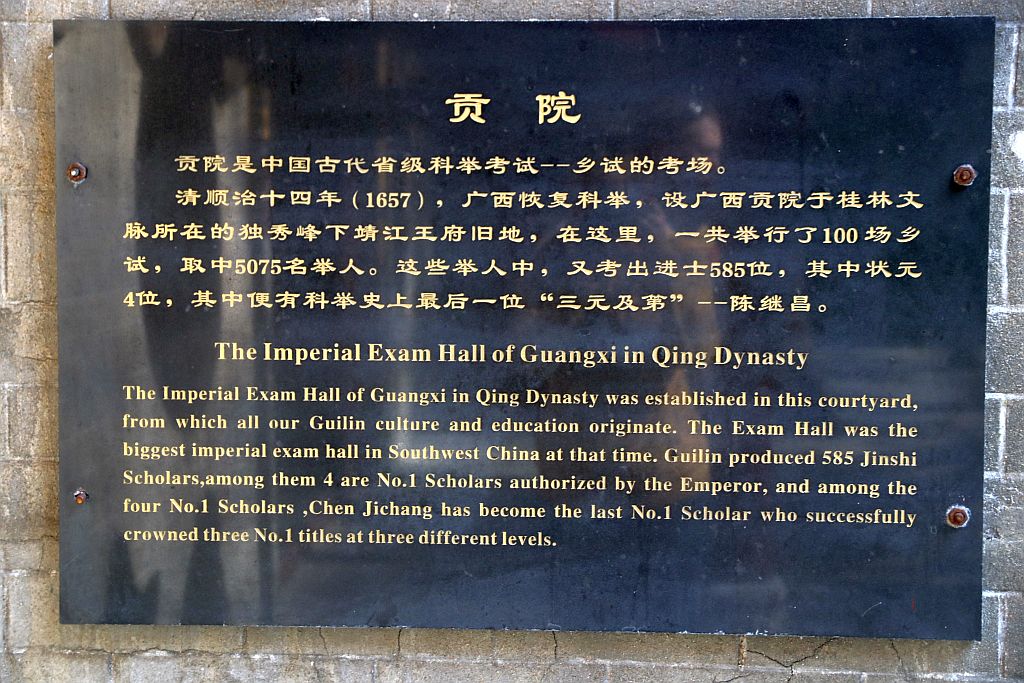 贡 院
贡院是中国古代省级科举考试--乡试的考场。
清顺治十四年（1657），广西恢复科举，设广西贡院于桂林文
脉所在的独秀峰下靖江王府旧地，在这里，一共举行了100场乡
试，取中5075名举人。这些举人中，又考出进士585位，其中状元
4位，其中便有科举史上最后一位“三元及第”--陈继昌。
The Imperial Exam Hall of Guangxi in Qing Dynasty
The Imperial Exam Hall of Guangxi in Qing Dynasty was established in this courtyard,
from which all our Guilin culture and education originate. The Exam Hall was the
biggest imperial exam hall in Southwest China at that time. Guilin produced 585 Jinshi
Scholars,among them 4 are No.1 Scholars authorized by the Emperor, and among the
four No.1 Scholars ,Chen Jichang has become the last No.1 Scholar who successfully
crowned three No.1 titles at three different levels.